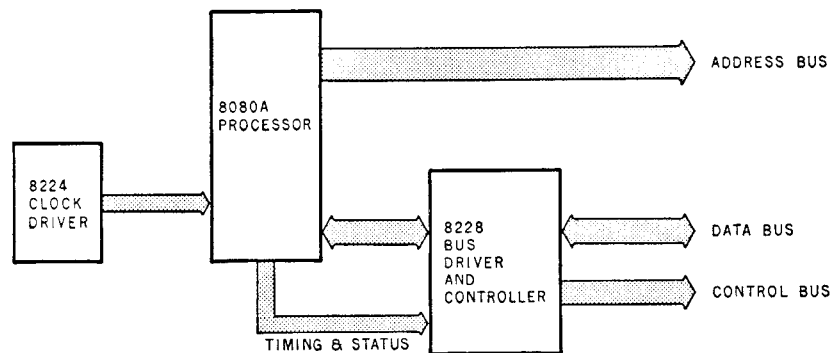 ADDRESS BUS
8080A
PROCESSOR
8224
CLOCK
DRIVER
8228
BUS
DRIVER
AND
CONTROLLER
DATA BUS
CONTROL BUS
TIMING & STATUS